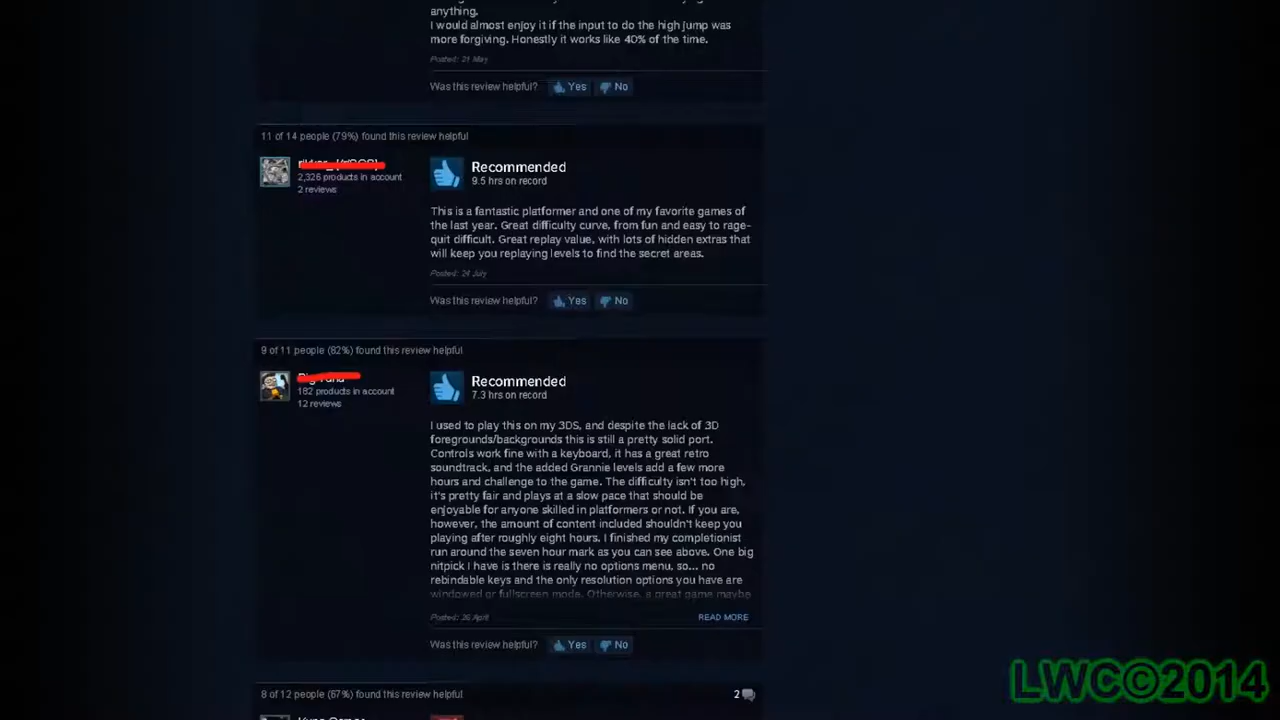 anything.
I would almost enjoy it if the input to do the high jump was
more forgiving. Honestly it works like 40% of the time.
Posted: 21 May
Was this review helpful? Yes No
11 of 14 people (79%) found this review helpful
Recommended
9.5 hrs on record
2,326 products in account
2 reviews
This is a fantastic platformer and one of my favorite games of
the last year. Great difficulty curve, from fun and easy to rage-
quit difficult. Great replay value, with lots of hidden extras that
will keep you replaying levels to find the secret areas.
Posted: 24 July
Was this review helpful? Yes No
9 of 11 people (82%) found this review helpful
Recommended
7.3 hrs on record
182 products in account
12 reviews
I used to play this on my 3DS, and despite the lack of 3D
foregrounds/backgrounds this is still a pretty solid port.
Controls work fine with a keyboard, it has a great retro
soundtrack, and the added Grannie levels add a few more
hours and challenge to the game. The difficulty isn't too high,
it's pretty fair and plays at a slow pace that should be
enjoyable for anyone skilled in platformers or not. If you are,
however, the amount of content included shouldn't keep you
playing after roughly eight hours. I finished my completionist
run around the seven hour mark as you can see above. One big
nitpick I have is there is really no options menu, so... no
rebindable keys and the only resolution options you have are
windowed or fullscreen mode. Otherwise, a great game maybe
Posted: 26 April
READ MORE
Was this review helpful? Yes No
8 of 12 people (67%) found this review helpful
2
LWC©2014